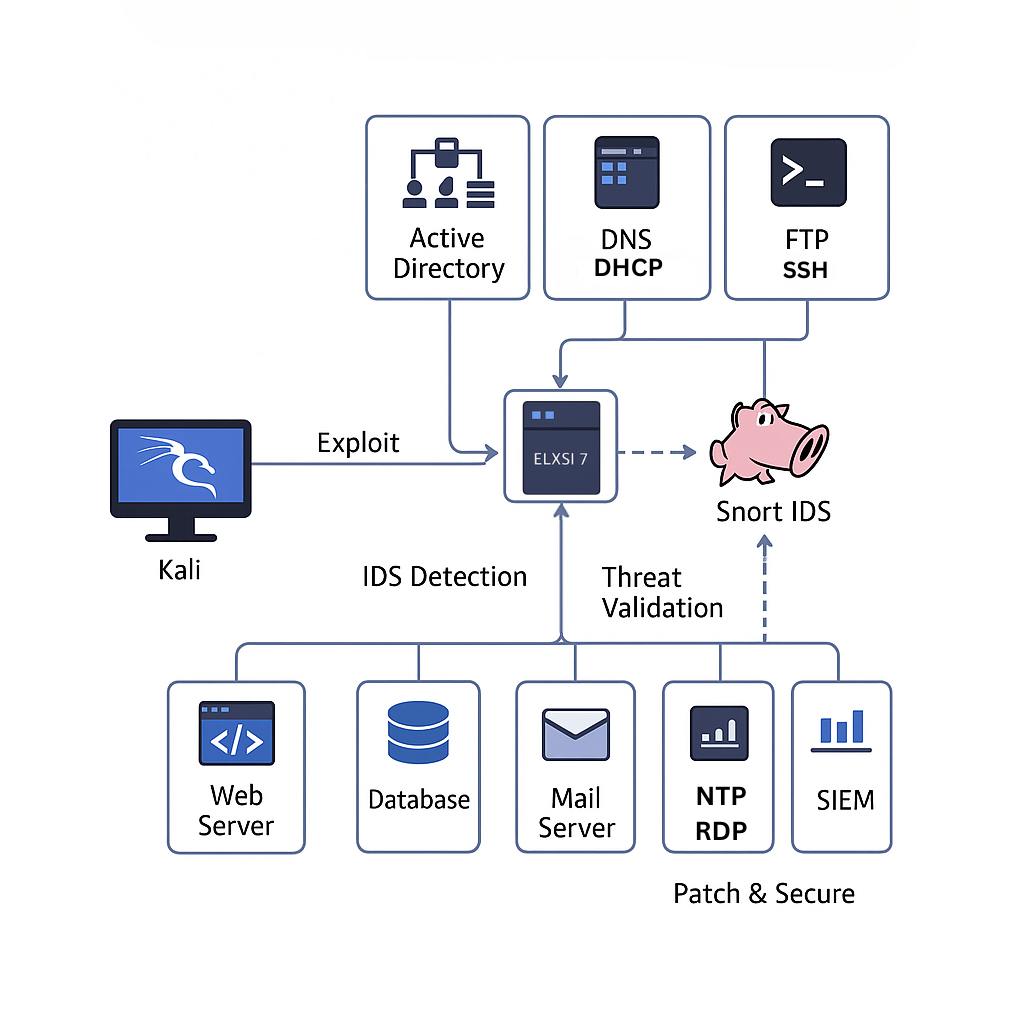 Active
Directory
DNS
DHCP
FTP
SSH
>_
Exploit
ELXSI 7
Snort IDS
Kali
IDS Detection
Threat
Validation
</>
Web
Server
Database
Mail
Server
NTP
RDP
SIEM
Patch & Secure